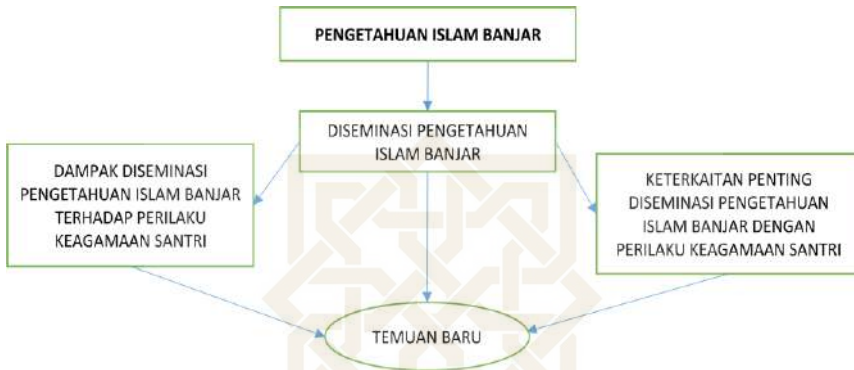 PENGETAHUAN ISLAM BANJAR
DISEMINASI PENGETAHUAN
ISLAM BANJAR
DAMPAK DISEMINASI
PENGETAHUAN ISLAM BANJAR
TERHADAP PERILAKU
KEAGAMAAN SANTRI
KETERKAITAN PENTING
DISEMINASI PENGETAHUAN
ISLAM BANJAR DENGAN
PERILAKU KEAGAMAAN SANTRI
TEMUAN BARU